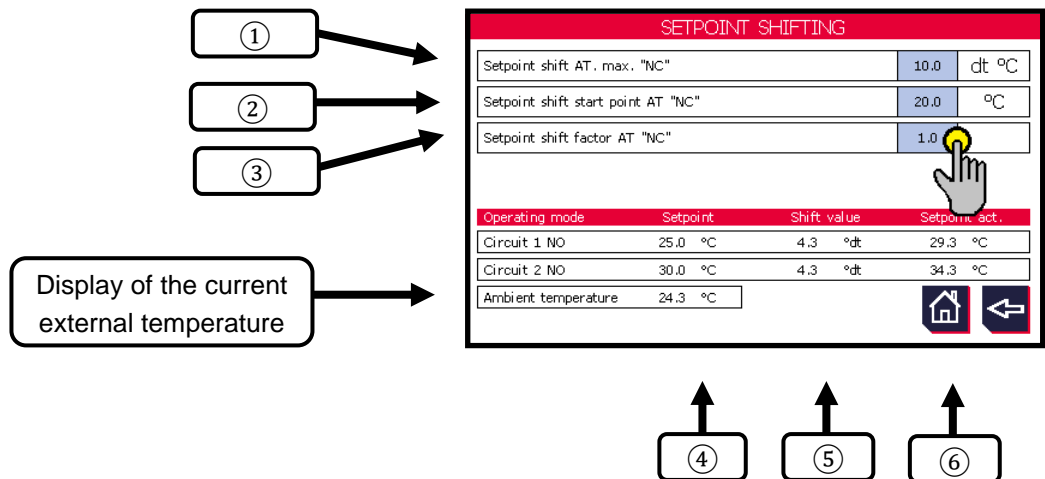 ①
②
③
Display of the current
external temperature
SETPOINT SHIFTING
Setpoint shift AT. max. "NC" 10.0 dt °C
Setpoint shift start point AT "NC" 20.0 °C
Setpoint shift factor AT "NC" 1.0
Operating mode Setpoint Shift value Setpoint act.
Circuit 1 NO 25.0 °C 4.3 °dt 29.3 °C
Circuit 2 NO 30.0 °C 4.3 °dt 34.3 °C
Ambient temperature 24.3 °C
④ ⑤ ⑥